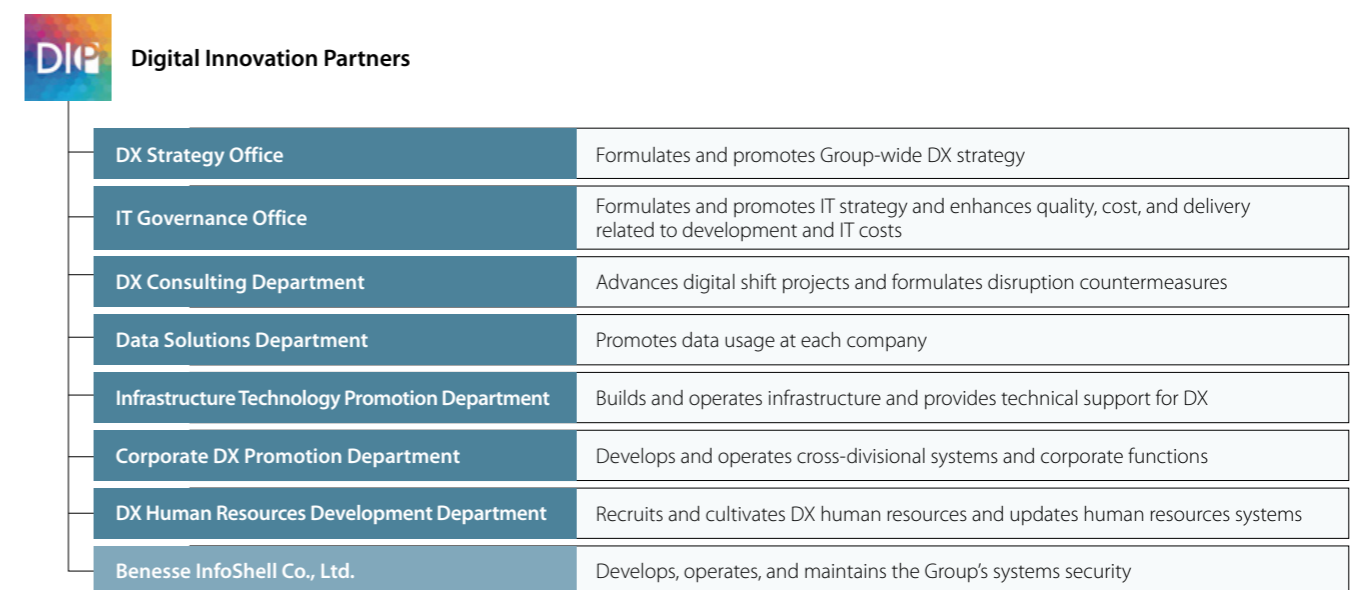 DIP
Digital Innovation Partners
DX Strategy Office
Formulates and promotes Group-wide DX strategy
IT Governance Office
Formulates and promotes IT strategy and enhances quality, cost, and delivery
related to development and IT costs
DX Consulting Department
Advances digital shift projects and formulates disruption countermeasures
Data Solutions Department
Promotes data usage at each company
Infrastructure Technology Promotion Department
Builds and operates infrastructure and provides technical support for DX
Corporate DX Promotion Department
Develops and operates cross-divisional systems and corporate functions
DX Human Resources Development Department
Recruits and cultivates DX human resources and updates human resources systems
Benesse InfoShell Co., Ltd.
Develops, operates, and maintains the Group’s systems security